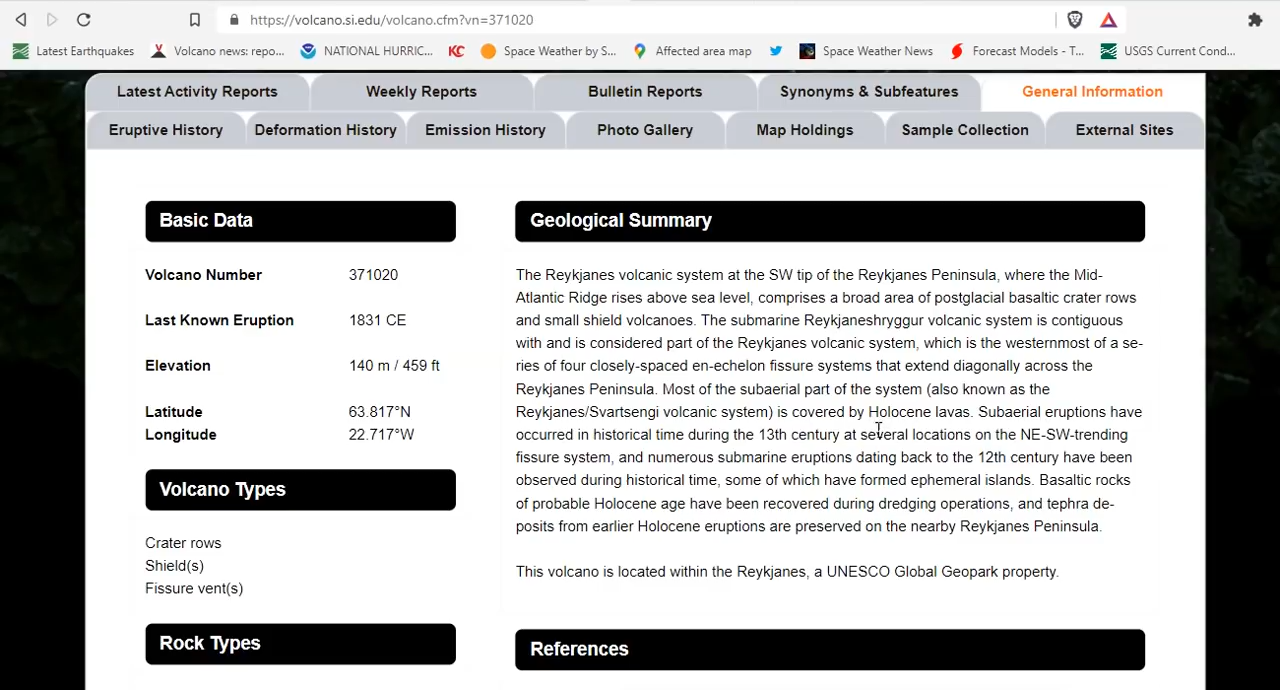 https://volcano.si.edu/volcano.cfm?vn=371020
Latest Earthquakes
Volcano news: repo...
NATIONAL HURRIC...
KC
Space Weather by S...
Affected area map
Space Weather News
Forecast Models - T...
USGS Current Cond...
Latest Activity Reports
Weekly Reports
Bulletin Reports
Synonyms & Subfeatures
General Information
Eruptive History
Deformation History
Emission History
Photo Gallery
Map Holdings
Sample Collection
External Sites
Basic Data
Volcano Number 371020
Last Known Eruption 1831 CE
Elevation 140 m / 459 ft
Latitude 63.817°N
Longitude 22.717°W
Volcano Types
Crater rows
Shield(s)
Fissure vent(s)
Rock Types
Geological Summary
The Reykjanes volcanic system at the SW tip of the Reykjanes Peninsula, where the Mid-
Atlantic Ridge rises above sea level, comprises a broad area of postglacial basaltic crater rows
and small shield volcanoes. The submarine Reykjaneshryggur volcanic system is contiguous
with and is considered part of the Reykjanes volcanic system, which is the westernmost of a se-
ries of four closely-spaced en-echelon fissure systems that extend diagonally across the
Reykjanes Peninsula. Most of the subaerial part of the system (also known as the
Reykjanes/Svartsengi volcanic system) is covered by Holocene lavas. Subaerial eruptions have
occurred in historical time during the 13th century at several locations on the NE-SW-trending
fissure system, and numerous submarine eruptions dating back to the 12th century have been
observed during historical time, some of which have formed ephemeral islands. Basaltic rocks
of probable Holocene age have been recovered during dredging operations, and tephra de-
posits from earlier Holocene eruptions are preserved on the nearby Reykjanes Peninsula.
This volcano is located within the Reykjanes, a UNESCO Global Geopark property.
References